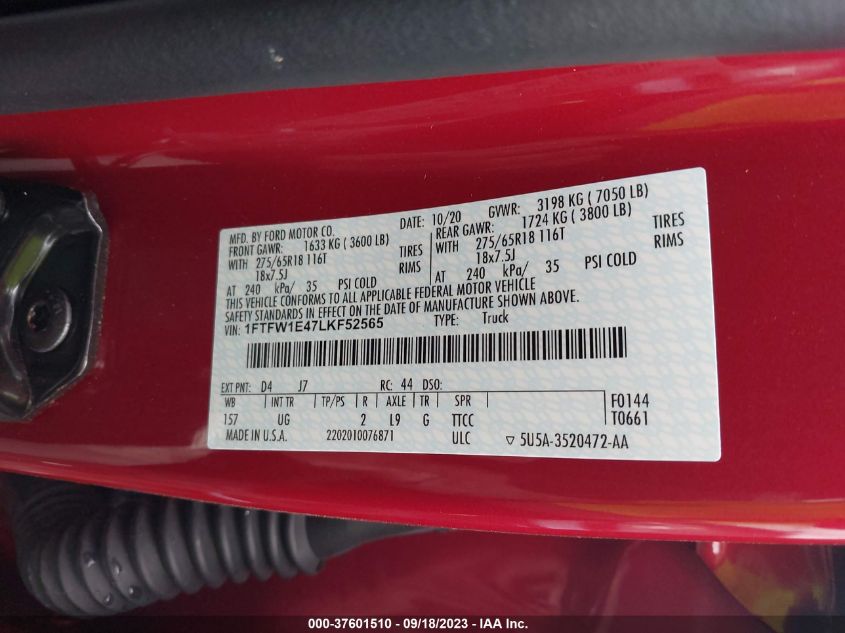 MFD. BY FORD MOTOR CO. DATE: 10/20 GVWR: 3198 KG ( 7050 LB)
FRONT GAWR: 1633 KG ( 3600 LB) REAR GAWR: 1724 KG ( 3800 LB)
WITH 275/65R18 116T TIRES WITH 275/65R18 116T TIRES
18x7.5J RIMS 18x7.5J RIMS
AT 240 kPa/ 35 PSI COLD AT 240 kPa/ 35 PSI COLD
THIS VEHICLE CONFORMS TO ALL APPLICABLE FEDERAL MOTOR VEHICLE
SAFETY STANDARDS IN EFFECT ON THE DATE OF MANUFACTURE SHOWN ABOVE.
VIN: 1FTFW1E47LKF52565 TYPE: Truck
EXT PNT: D4 J7 RC: 44 DSO:
WB INT TR TP/PS R AXLE TR SPR F0144
157 UG 2 L9 G TTCC T0661
MADE IN U.S.A. 2202010076871 ULC ▽ 5U5A-3520472-AA
000-37601510 - 09/18/2023 - IAA Inc.